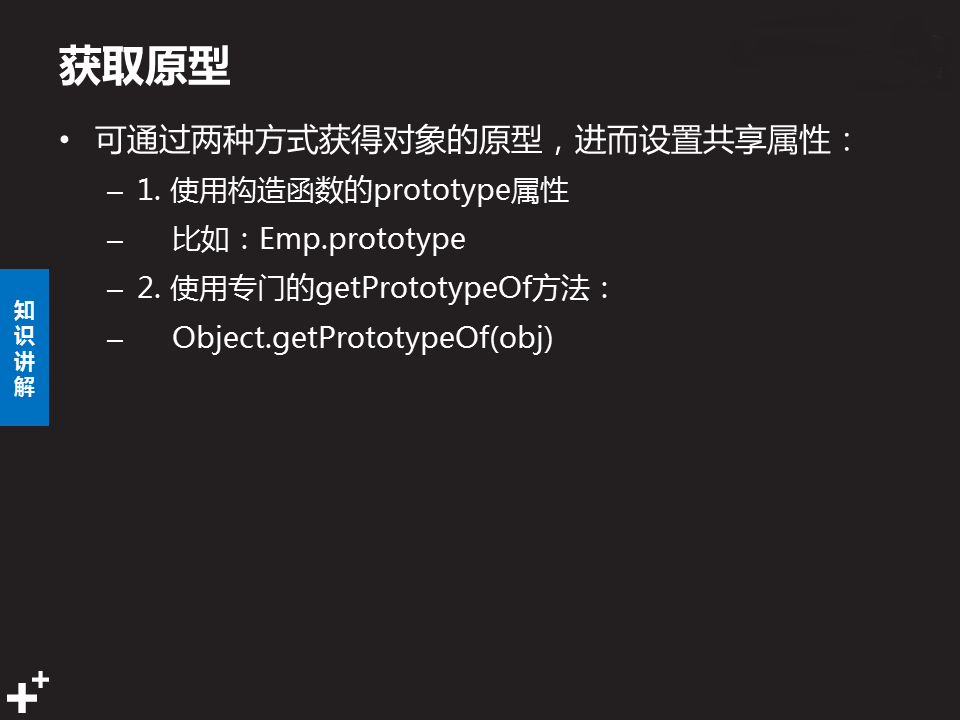 获取原型
• 可通过两种方式获得对象的原型，进而设置共享属性：
– 1. 使用构造函数的prototype属性
– 比如：Emp.prototype
– 2. 使用专门的getPrototypeOf方法：
– Object.getPrototypeOf(obj)
知识讲解